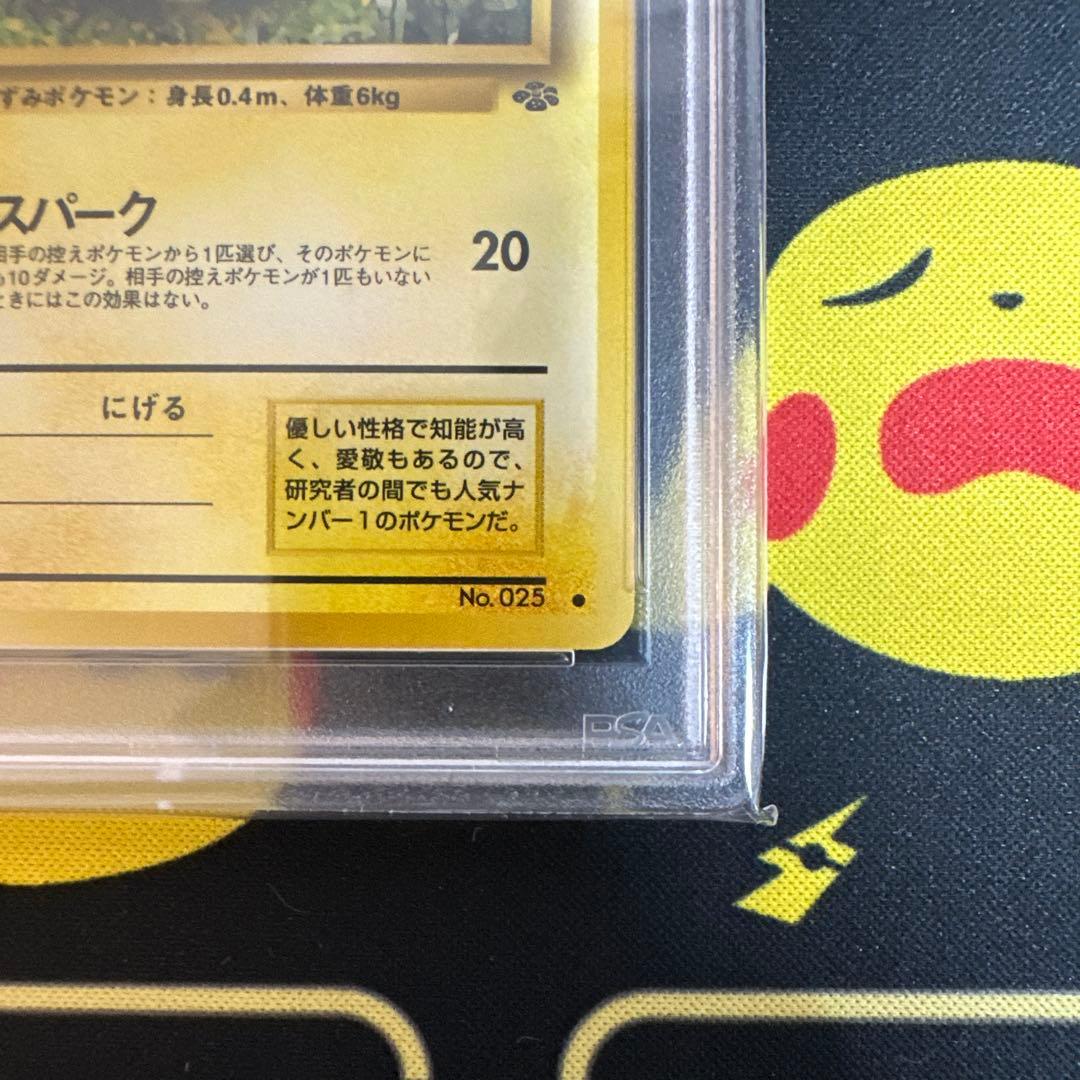 ずみポケモン：身長0.4m、体重6kg
スパーク
20
相手の控えポケモンから1匹選び、そのポケモンに
も10ダメージ。相手の控えポケモンが1匹もいない
ときにはこの効果はない。
にげる
優しい性格で知能が高
く、愛敬もあるので、
研究者の間でも人気ナ
ンバー1のポケモンだ。
No. 025
PSA